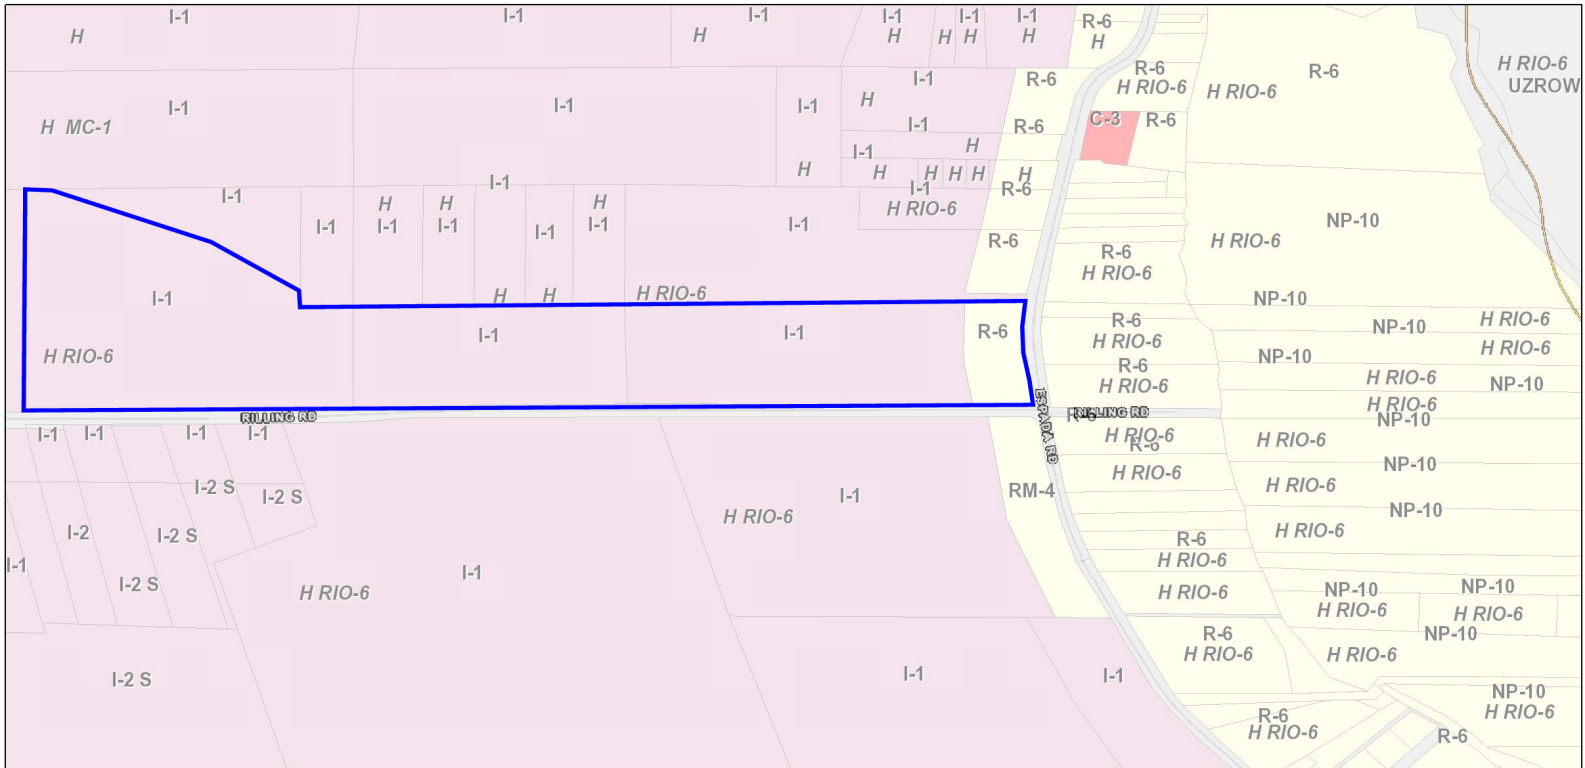 I-1
I-1
I-1
I-1
I-1
I-1
R-6
H
H
H
H
H
H
H
R-6
H RIO-6
R-6
H RIO-6
R-6
H RIO-6
UZROW
I-1
I-1
I-1
I-1
R-6
H
H MC-1
I-1
R-6
C-3
R-6
I-1
H
H
H
H
H
H
H
I-1
I-1
R-6
I-1
H
H
H
H RIO-6
I-1
I-1
I-1
I-1
I-1
I-1
R-6
NP-10
H RIO-6
R-6
H RIO-6
I-1
H
H
H RIO-6
NP-10
I-1
I-1
R-6
R-6
H RIO-6
NP-10
H RIO-6
H RIO-6
H RIO-6
NP-10
R-6
H RIO-6
H RIO-6
NP-10
H RIO-6
RILLING RD
ESPADA RD
R-6
RILLING RD
NP-10
I-1
I-1
I-1
I-1
H RIO-6
R-6
H RIO-6
NP-10
H RIO-6
H RIO-6
I-2 S
I-2 S
I-1
RM-4
H RIO-6
NP-10
H RIO-6
I-2
I-2 S
R-6
H RIO-6
I-1
I-2 S
H RIO-6
I-1
H RIO-6
NP-10
H RIO-6
NP-10
H RIO-6
R-6
H RIO-6
NP-10
H RIO-6
I-2 S
I-1
I-1
NP-10
H RIO-6
R-6
H RIO-6
R-6